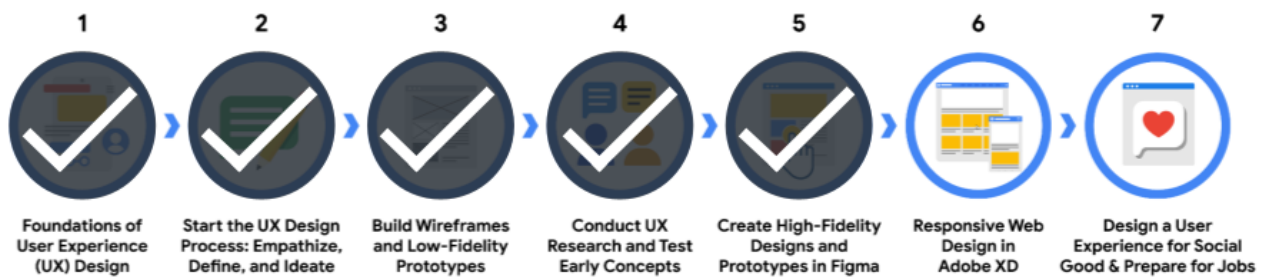 1
2
3
4
5
6
7
Foundations of
User Experience
(UX) Design
Start the UX Design
Process: Empathize,
Define, and Ideate
Build Wireframes
and Low-Fidelity
Prototypes
Conduct UX
Research and Test
Early Concepts
Create High-Fidelity
Designs and
Prototypes in Figma
Responsive Web
Design in
Adobe XD
Design a User
Experience for Social
Good & Prepare for Jobs